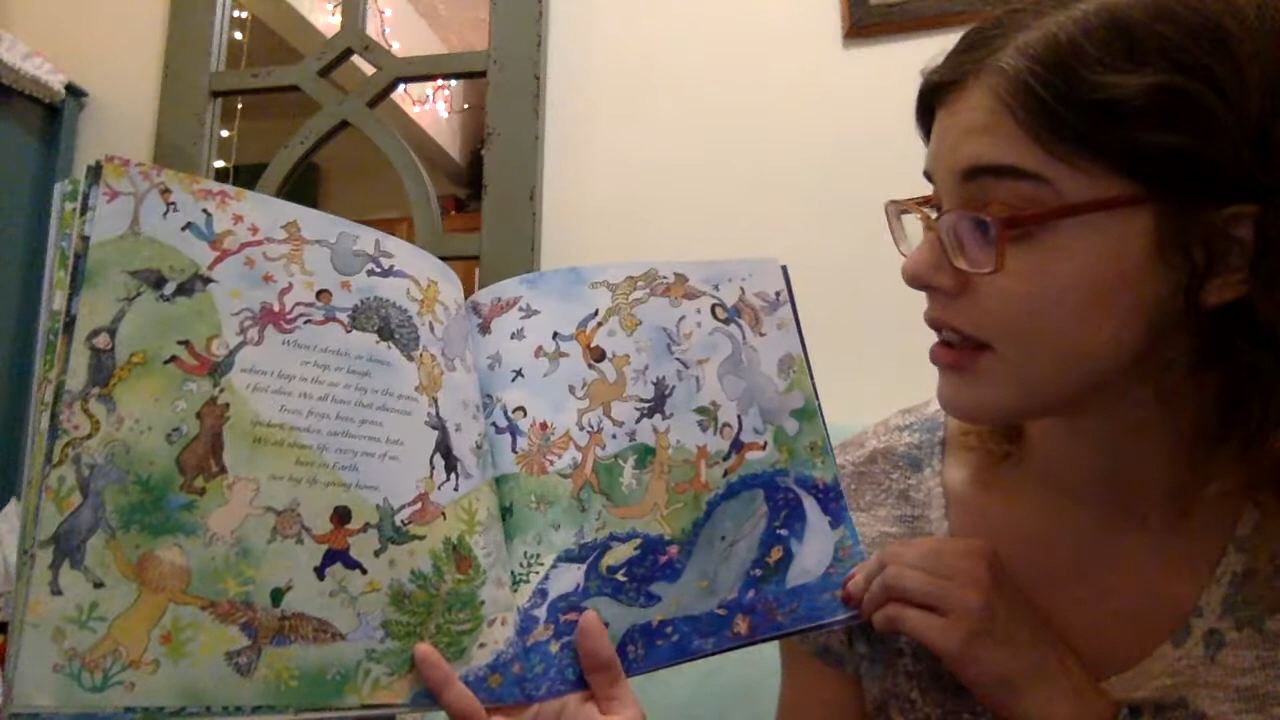 When I stretch, or dance,
or hop, or laugh,
when I leap in the air or lay in the grass,
I feel alive. We all have that aliveness.
Trees, frogs, bees, grass,
spiders, snakes, earthworms, bats.
We all share life, every one of us,
here on Earth,
our big life-giving home.